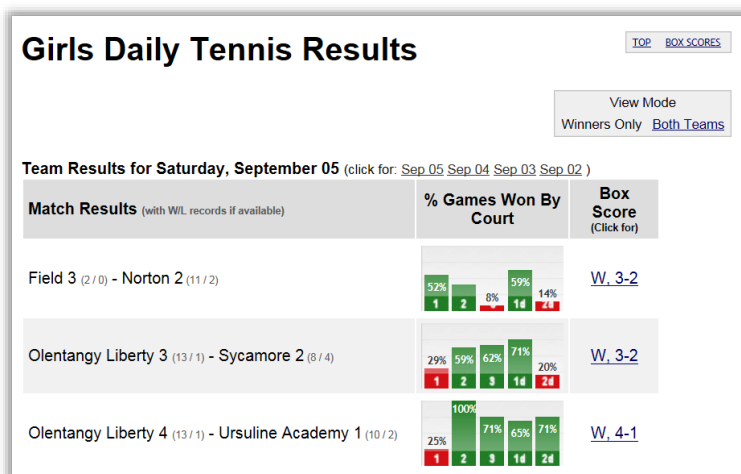 Girls Daily Tennis Results
TOP BOX SCORES
View Mode
Winners Only Both Teams
Team Results for Saturday, September 05 (click for: Sep 05 Sep 04 Sep 03 Sep 02 )
Match Results (with W/L records if available)
% Games Won By
Court
Box
Score
(Click for)
Field 3 (2 / 0) - Norton 2 (11 / 2)
52% 8% 59% 14%
1 2 1d 2d
W, 3-2
Olentangy Liberty 3 (13 / 1) - Sycamore 2 (8 / 4)
29% 59% 62% 71% 20%
1 2 3 1d 2d
W, 3-2
Olentangy Liberty 4 (13 / 1) - Ursuline Academy 1 (10 / 2)
25% 100% 71% 65% 71%
1 2 3 1d 2d
W, 4-1